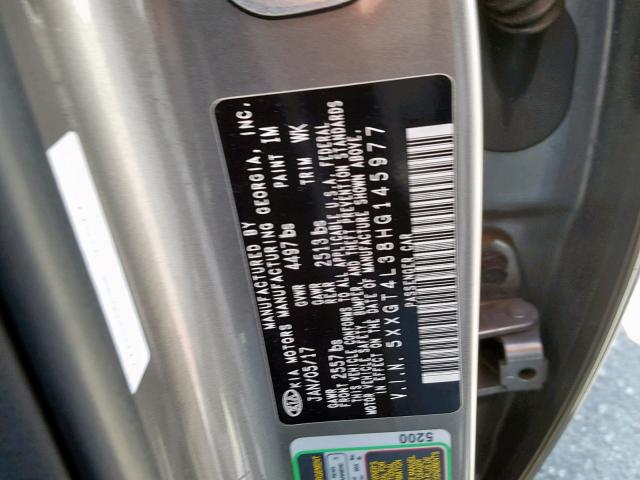 MANUFACTURED BY
KIA MOTORS MANUFACTURING GEORGIA, INC.
JAN/05/17 GVWR 4497 lbs PAINT IM
GAWR FRONT 2557 lbs GAWR REAR 2513 lbs TRIM WK
THIS VEHICLE CONFORMS TO ALL APPLICABLE U.S.A. FEDERAL
MOTOR VEHICLE SAFETY, BUMPER, AND THEFT PREVENTION STANDARDS
IN EFFECT ON THE DATE OF MANUFACTURE SHOWN ABOVE.
V.I.N. 5XXGT4L38HG145977
PASSENGER CAR
5200